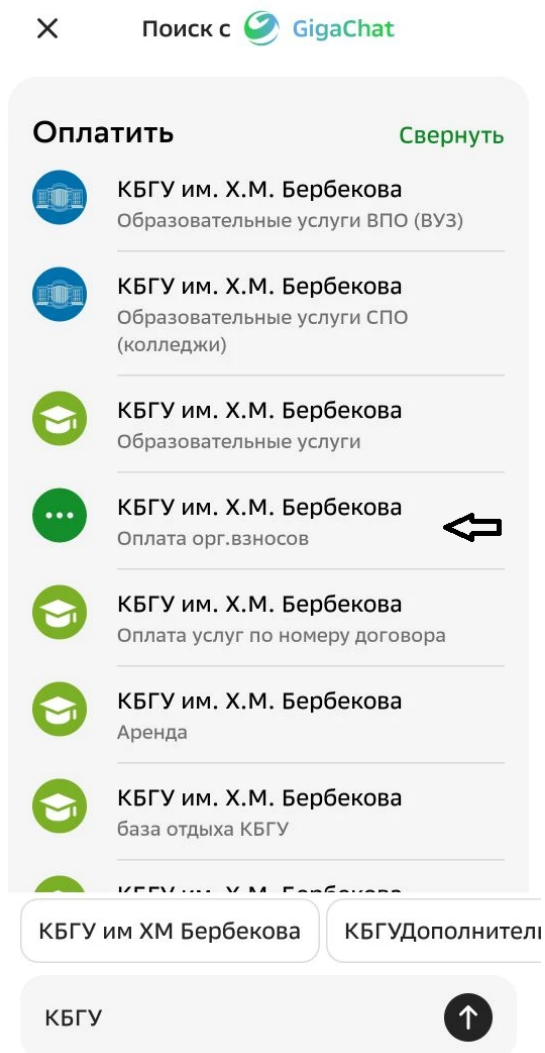 Поиск с GigaChat
Оплатить
Свернуть
КБГУ им. Х.М. Бербекова
Образовательные услуги ВПО (ВУЗ)
КБГУ им. Х.М. Бербекова
Образовательные услуги СПО
(колледжи)
КБГУ им. Х.М. Бербекова
Образовательные услуги
КБГУ им. Х.М. Бербекова
Оплата орг.взносов
КБГУ им. Х.М. Бербекова
Оплата услуг по номеру договора
КБГУ им. Х.М. Бербекова
Аренда
КБГУ им. Х.М. Бербекова
база отдыха КБГУ
КБГУ им ХМ Бербекова
КБГУДополнител
КБГУ